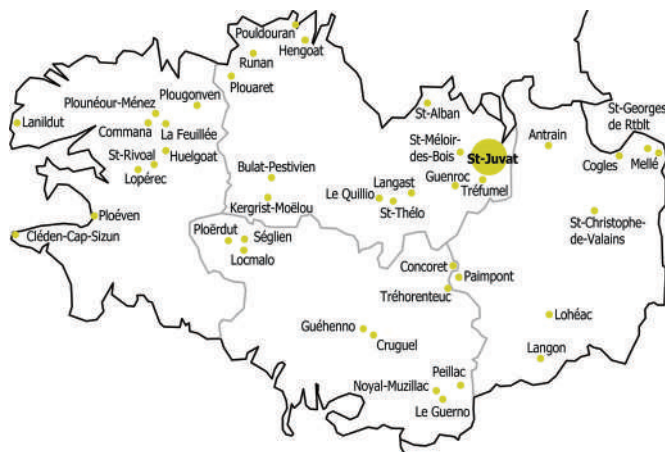 Pouldouran
Hengoat
Runan
Plouaret
Plougonven
Plounéour-Ménez
Lanildut
Commana
La Feuillée
St-Rivoal
Huelgoat
Lopérec
Ploéven
Cléden-Cap-Sizun
St-Alban
St-Méloir-
des-Bois
St-Juvat
Guenroc
Tréfumel
Bulat-Pestivien
Langast
Le Quillio
St-Thélo
Kergrist-Moëlou
Antrain
St-Georges
de Rtblt
Cogles
Mellé
St-Christophe-
de-Valains
Ploërdut
Séglien
Locmalo
Concoret
Paimpont
Tréhorenteuc
Guéhenno
Cruguel
Lohéac
Langon
Peillac
Noyal-Muzillac
Le Guerno